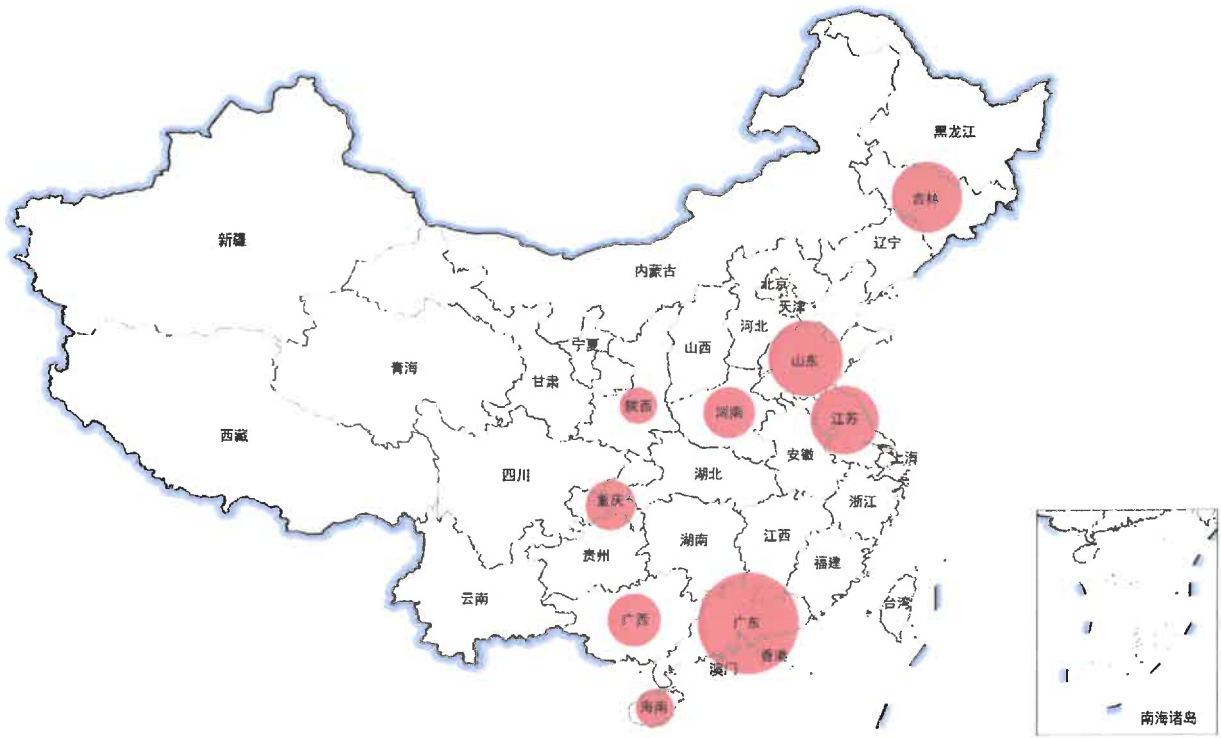 黑龙江
吉林
辽宁
新疆
内蒙古
北京
天津
河北
宁夏
山西
山东
青海
甘肃
陕西
河南
江苏
西藏
安徽
上海
四川
湖北
重庆
浙江
湖南
江西
贵州
福建
云南
台湾
广西
广东
香港
澳门
海南
南海诸岛